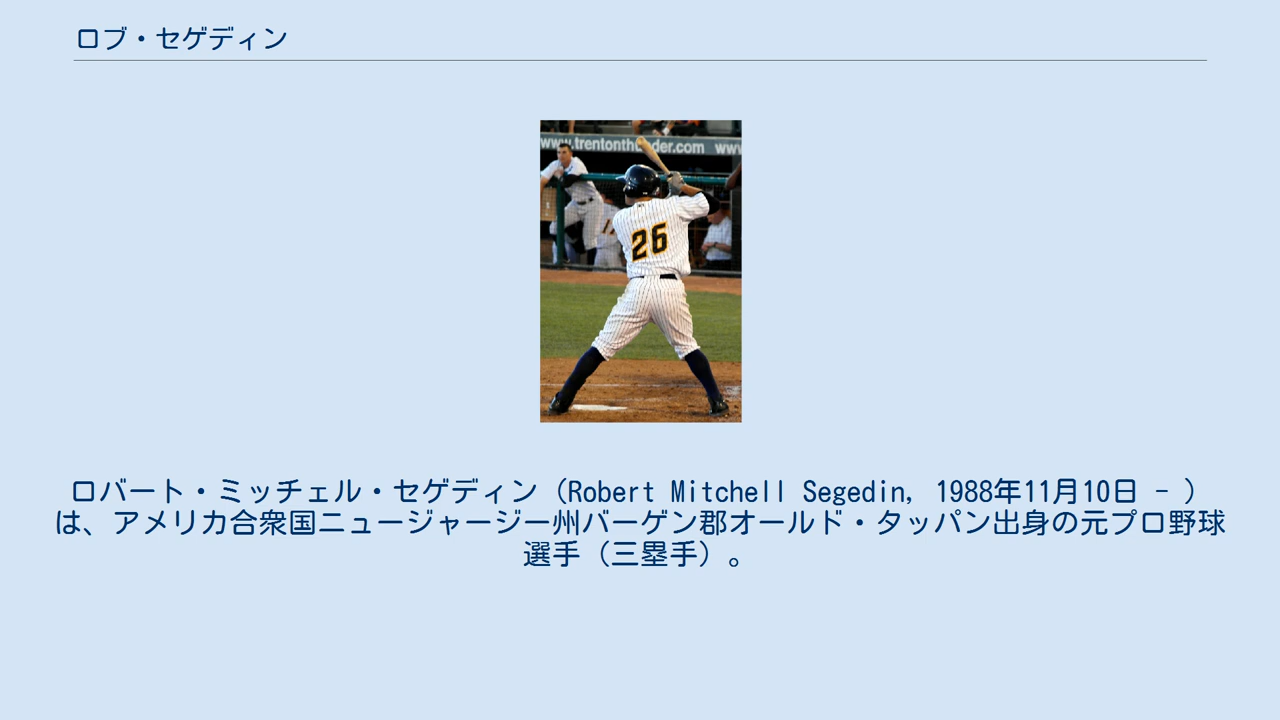 ロブ・セゲディン
www.trentonthunder.com www
26
ロバート・ミッチェル・セゲディン（Robert Mitchell Segedin, 1988年11月10日 - ）
は、アメリカ合衆国ニュージャージー州バーゲン郡オールド・タッパン出身の元プロ野球
選手（三塁手）。